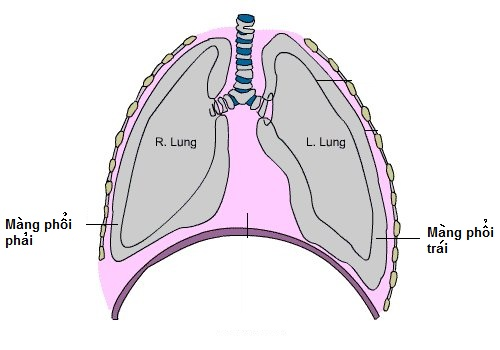 R. Lung
L. Lung
Màng phổi
phải
Màng phổi
trái